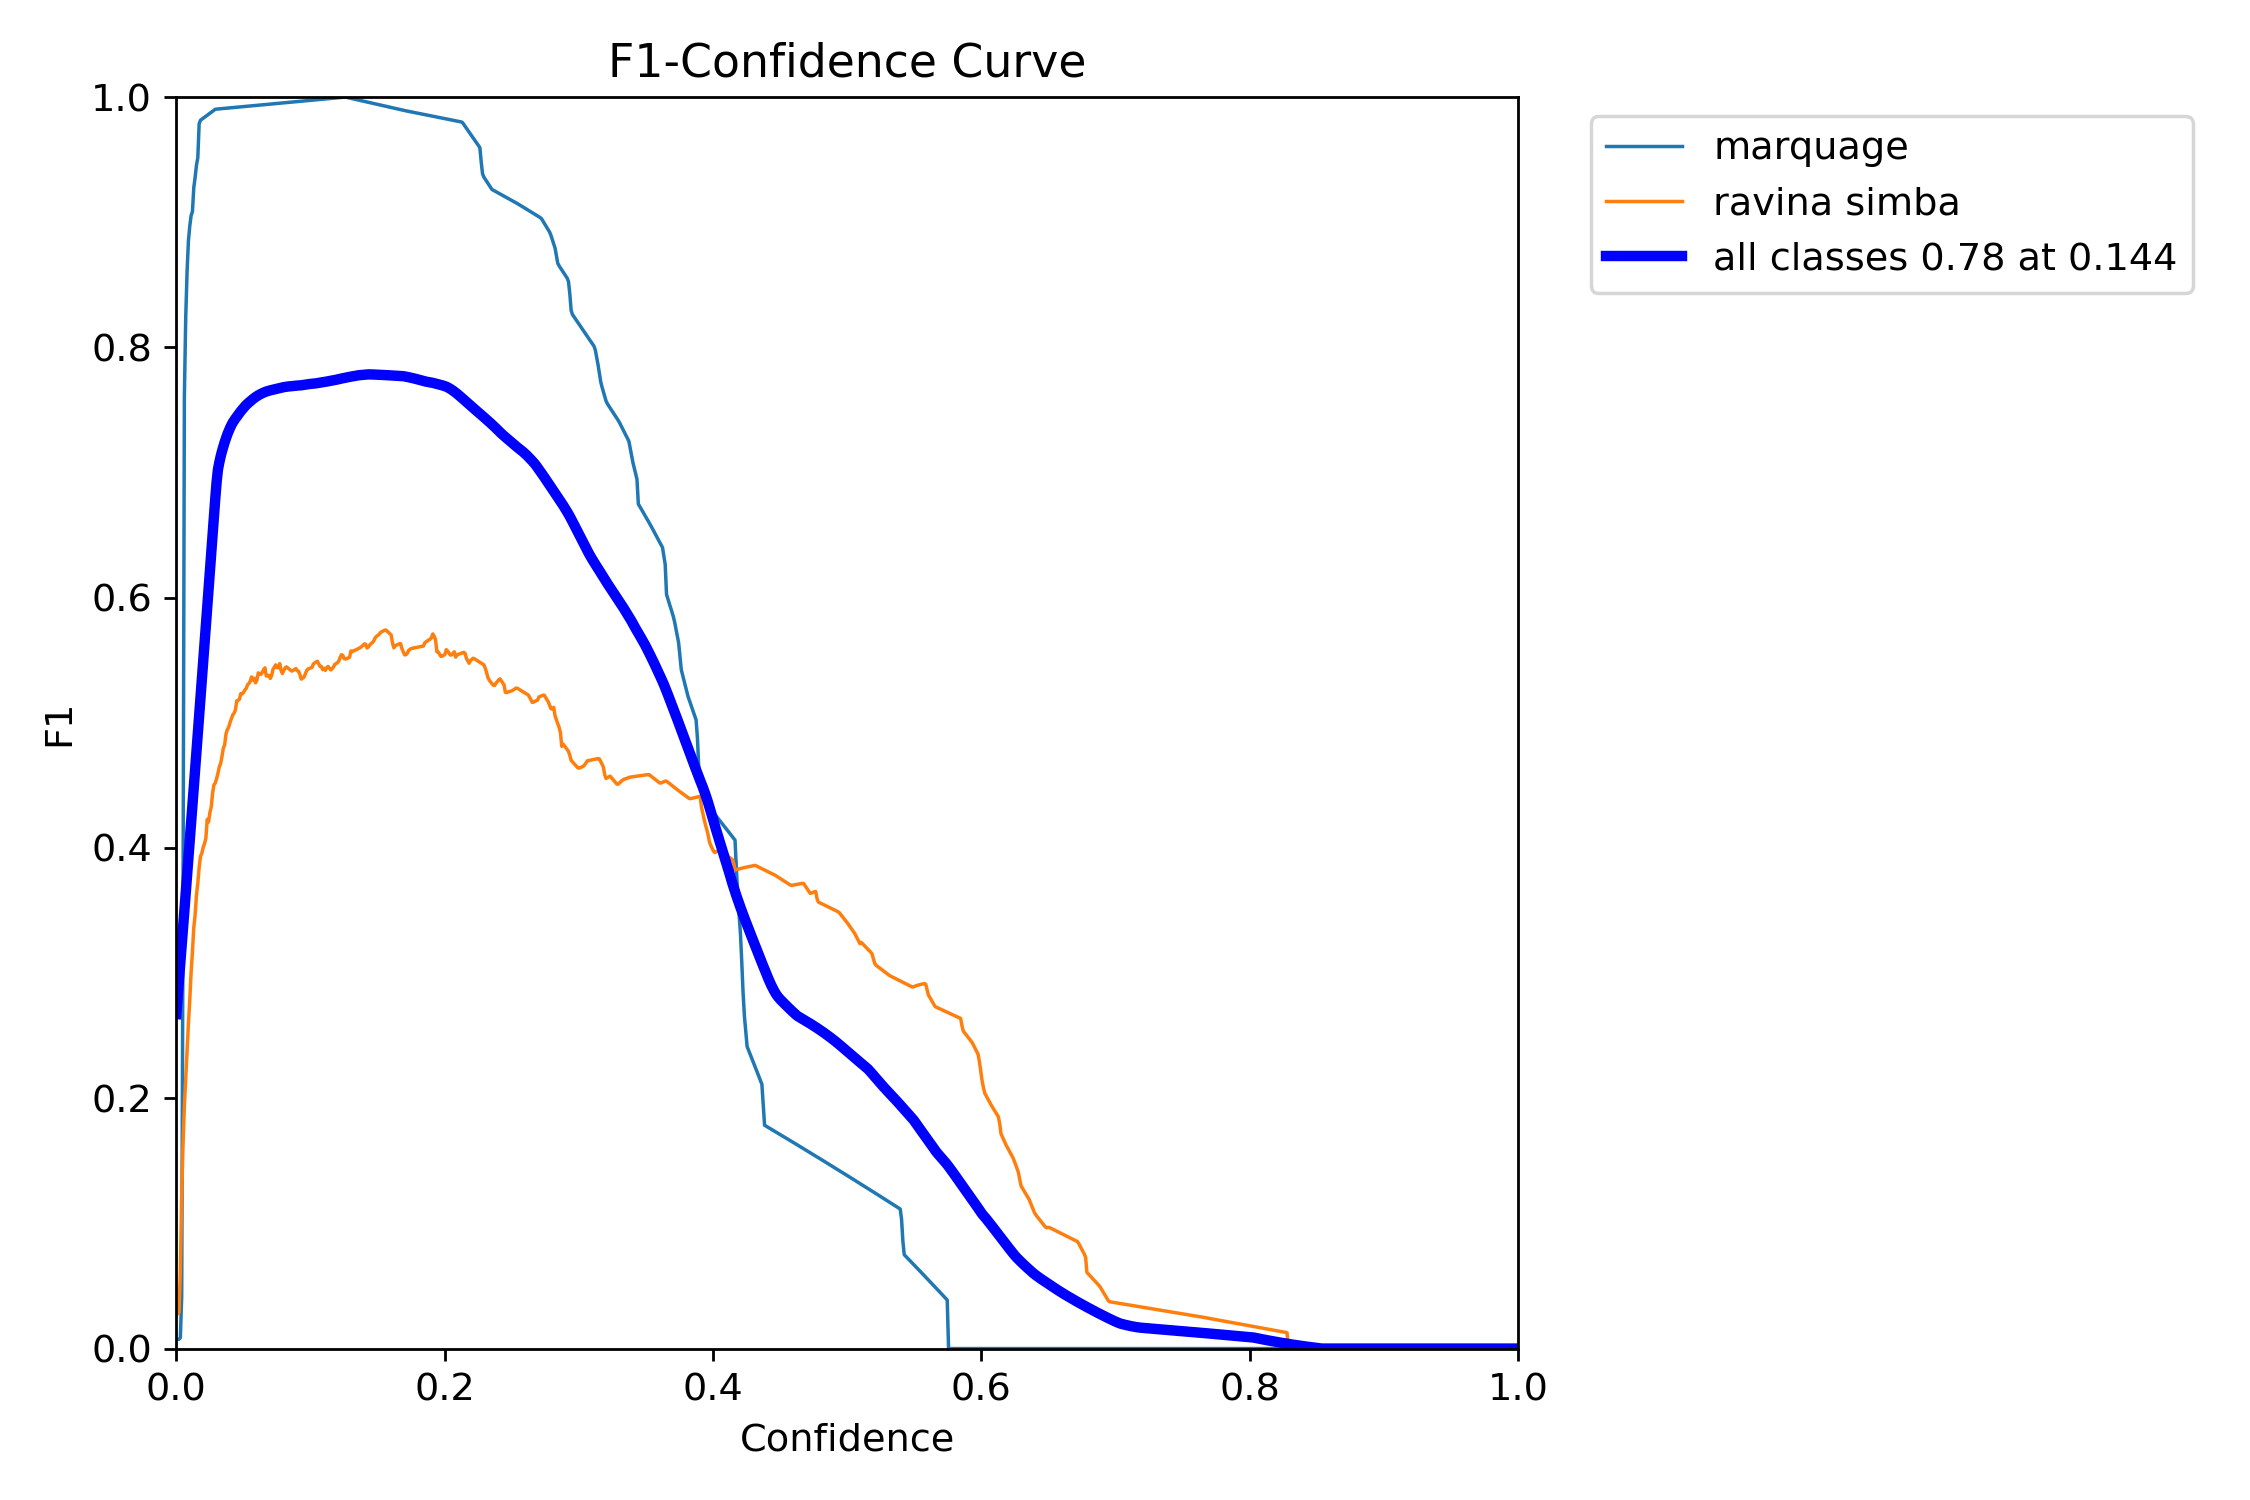 F1-Confidence Curve
marquage
ravina simba
all classes 0.78 at 0.144
F1
1.0
0.8
0.6
0.4
0.2
0.0
0.0 0.2 0.4 0.6 0.8 1.0
Confidence